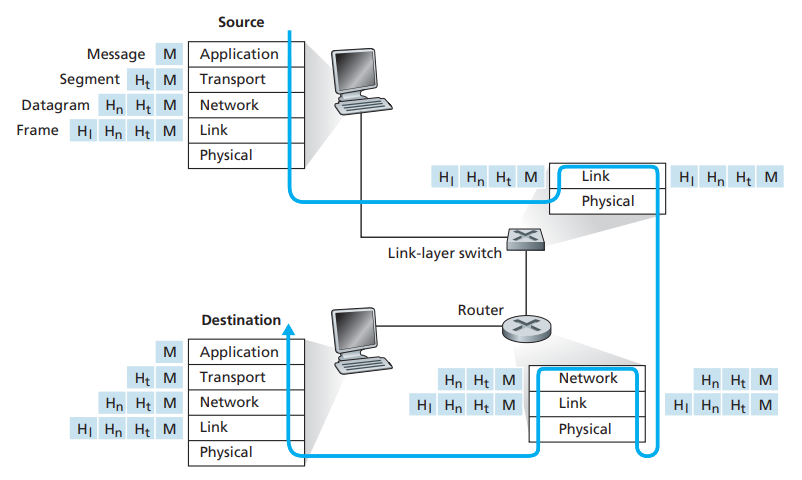 Source
Message M Application
Segment Ht M Transport
Datagram Hn Ht M Network
Frame Hl Hn Ht M Link
Physical
Hl Hn Ht M Link Hl Hn Ht M
Physical
Link-layer switch
Router
Destination
M Application
Ht M Transport
Hn Ht M Network
Hl Hn Ht M Link
Physical
Hn Ht M Network Hn Ht M
Hl Hn Ht M Link Hl Hn Ht M
Physical